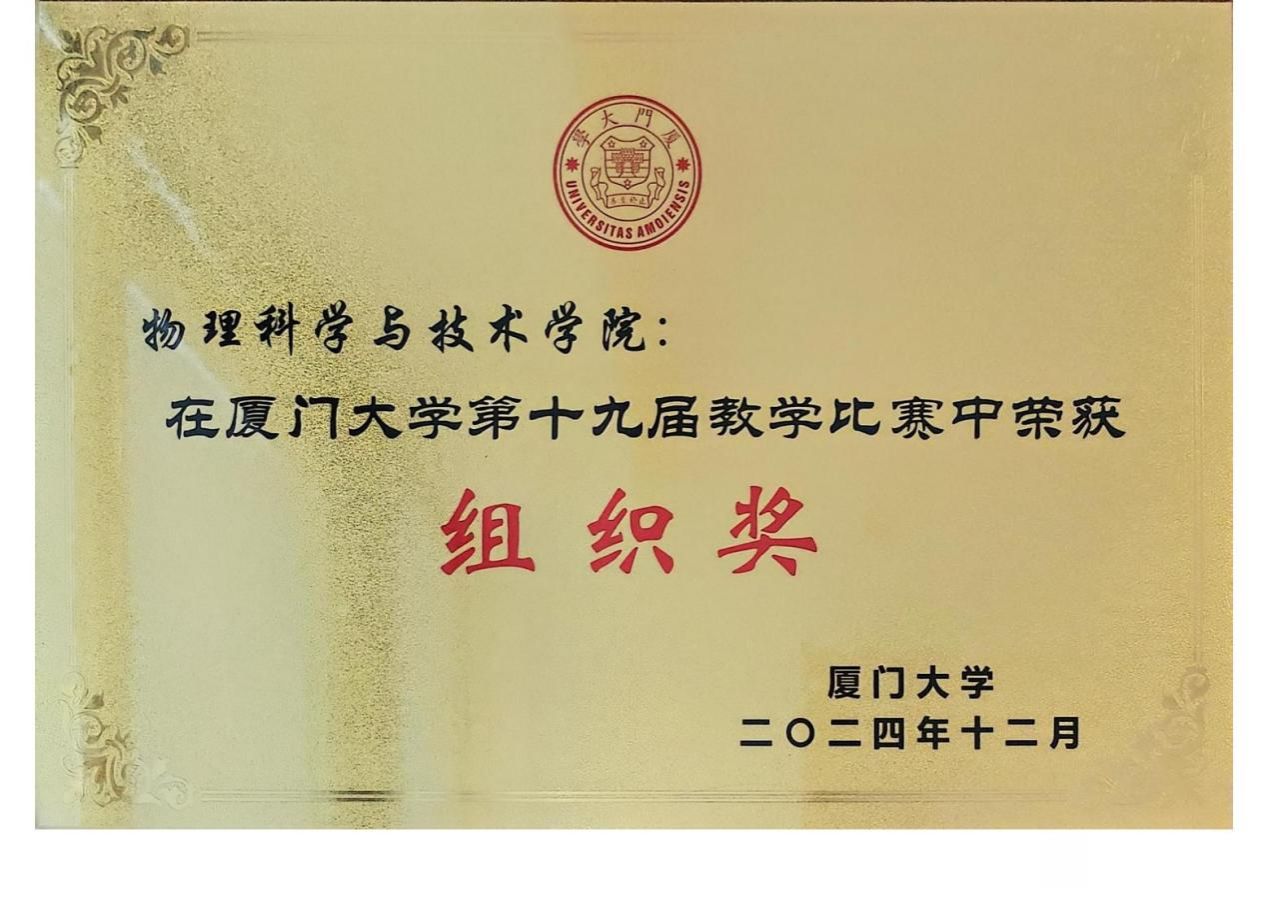 厦門大學
UNIVERSITAS AMOIENSIS
物理科学与技术学院：
在厦门大学第十九届教学比赛中荣获
组织奖
厦门大学
二〇二四年十二月